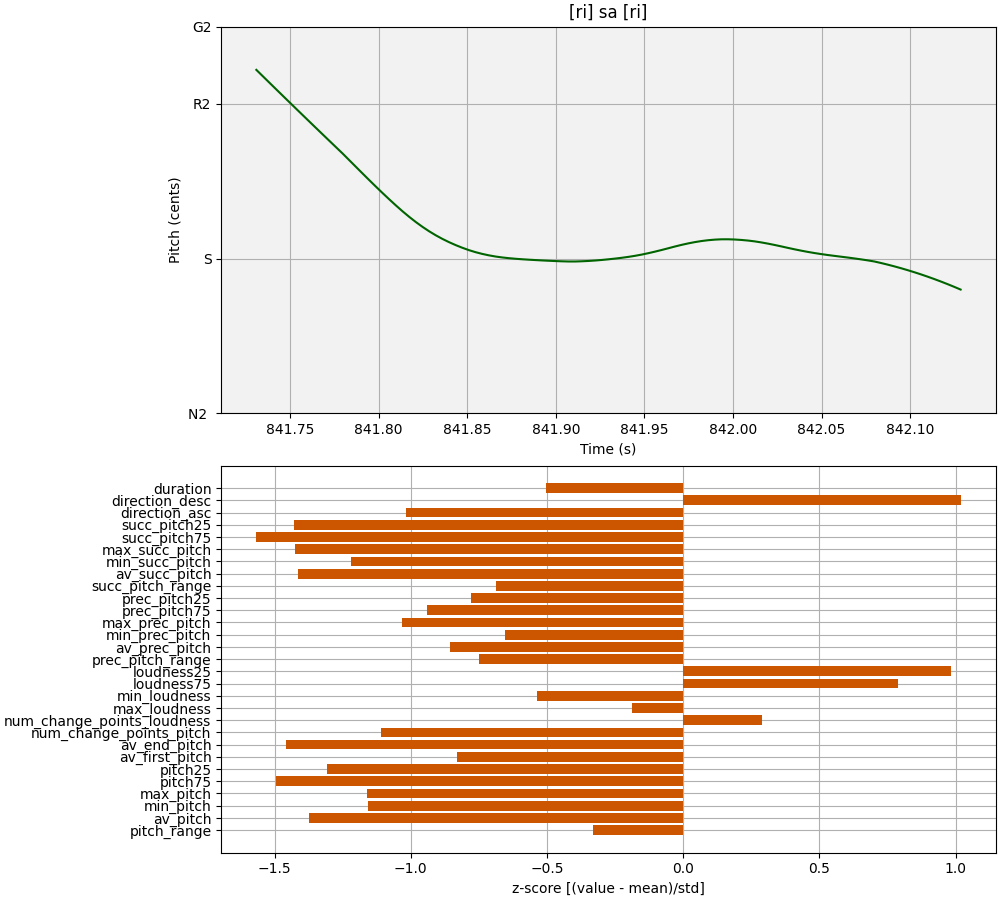 [ri] sa [ri]
G2
R2
S
N2
Pitch (cents)
841.75 841.80 841.85 841.90 841.95 842.00 842.05 842.10
Time (s)
duration
direction_desc
direction_asc
succ_pitch25
succ_pitch75
max_succ_pitch
min_succ_pitch
av_succ_pitch
succ_pitch_range
prec_pitch25
prec_pitch75
max_prec_pitch
min_prec_pitch
av_prec_pitch
prec_pitch_range
loudness25
loudness75
min_loudness
max_loudness
num_change_points_loudness
num_change_points_pitch
av_end_pitch
av_first_pitch
pitch25
pitch75
max_pitch
min_pitch
av_pitch
pitch_range
−1.5 −1.0 −0.5 0.0 0.5 1.0
z-score [(value - mean)/std]